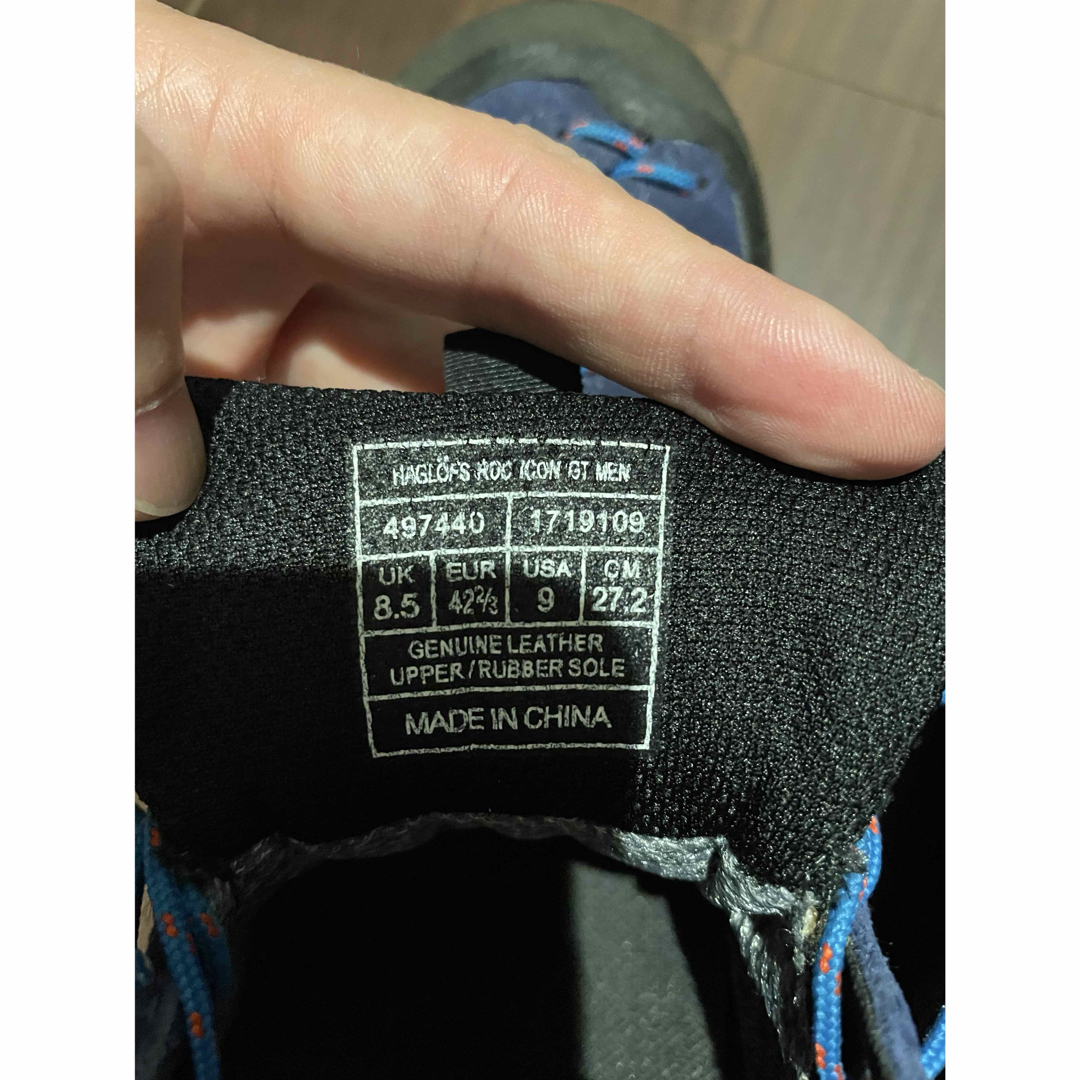 HAGLÖFS ROC ICON GT MEN
497440 1719109
UK EUR USA CM
8.5 42⅔ 9 27.2
GENUINE LEATHER
UPPER/RUBBER SOLE
MADE IN CHINA